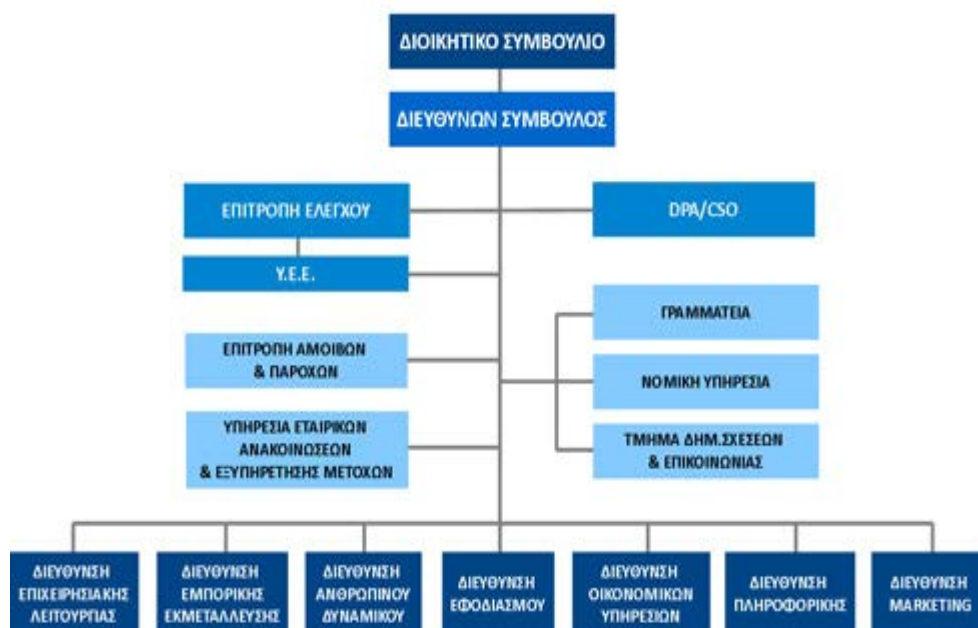 ΔΙΟΙΚΗΤΙΚΟ ΣΥΜΒΟΥΛΙΟ
ΔΙΕΥΘΥΝΩΝ ΣΥΜΒΟΥΛΟΣ
ΕΠΙΤΡΟΠΗ ΕΛΕΓΧΟΥ
DPA/CSO
Υ.Ε.Ε.
ΓΡΑΜΜΑΤΕΙΑ
ΕΠΙΤΡΟΠΗ ΑΜΟΙΒΩΝ
& ΠΑΡΟΧΩΝ
ΝΟΜΙΚΗ ΥΠΗΡΕΣΙΑ
ΥΠΗΡΕΣΙΑ ΕΤΑΙΡΙΚΩΝ
ΑΝΑΚΟΙΝΩΣΕΩΝ
& ΕΞΥΠΗΡΕΤΗΣΗΣ ΜΕΤΟΧΩΝ
ΤΜΗΜΑ ΔΗΜ.ΣΧΕΣΕΩΝ
& ΕΠΙΚΟΙΝΩΝΙΑΣ
ΔΙΕΥΘΥΝΣΗ
ΕΠΙΧΕΙΡΗΣΙΑΚΗΣ
ΛΕΙΤΟΥΡΓΙΑΣ
ΔΙΕΥΘΥΝΣΗ
ΕΜΠΟΡΙΚΗΣ
ΕΚΜΕΤΑΛΛΕΥΣΗΣ
ΔΙΕΥΘΥΝΣΗ
ΑΝΘΡΩΠΙΝΟΥ
ΔΥΝΑΜΙΚΟΥ
ΔΙΕΥΘΥΝΣΗ
ΕΦΟΔΙΑΣΜΟΥ
ΔΙΕΥΘΥΝΣΗ
ΟΙΚΟΝΟΜΙΚΩΝ
ΥΠΗΡΕΣΙΩΝ
ΔΙΕΥΘΥΝΣΗ
ΠΛΗΡΟΦΟΡΙΚΗΣ
ΔΙΕΥΘΥΝΣΗ
MARKETING